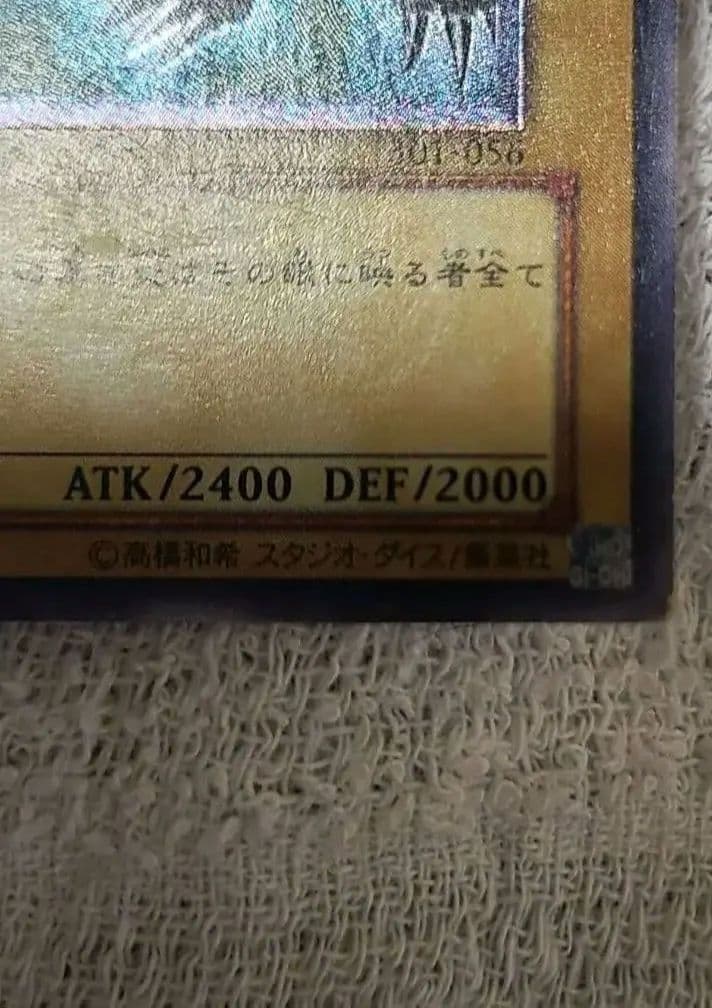 301-056
はその眼に映る者全て
ATK/2400 DEF/2000
©高橋和希 スタジオ・ダイス/集英社